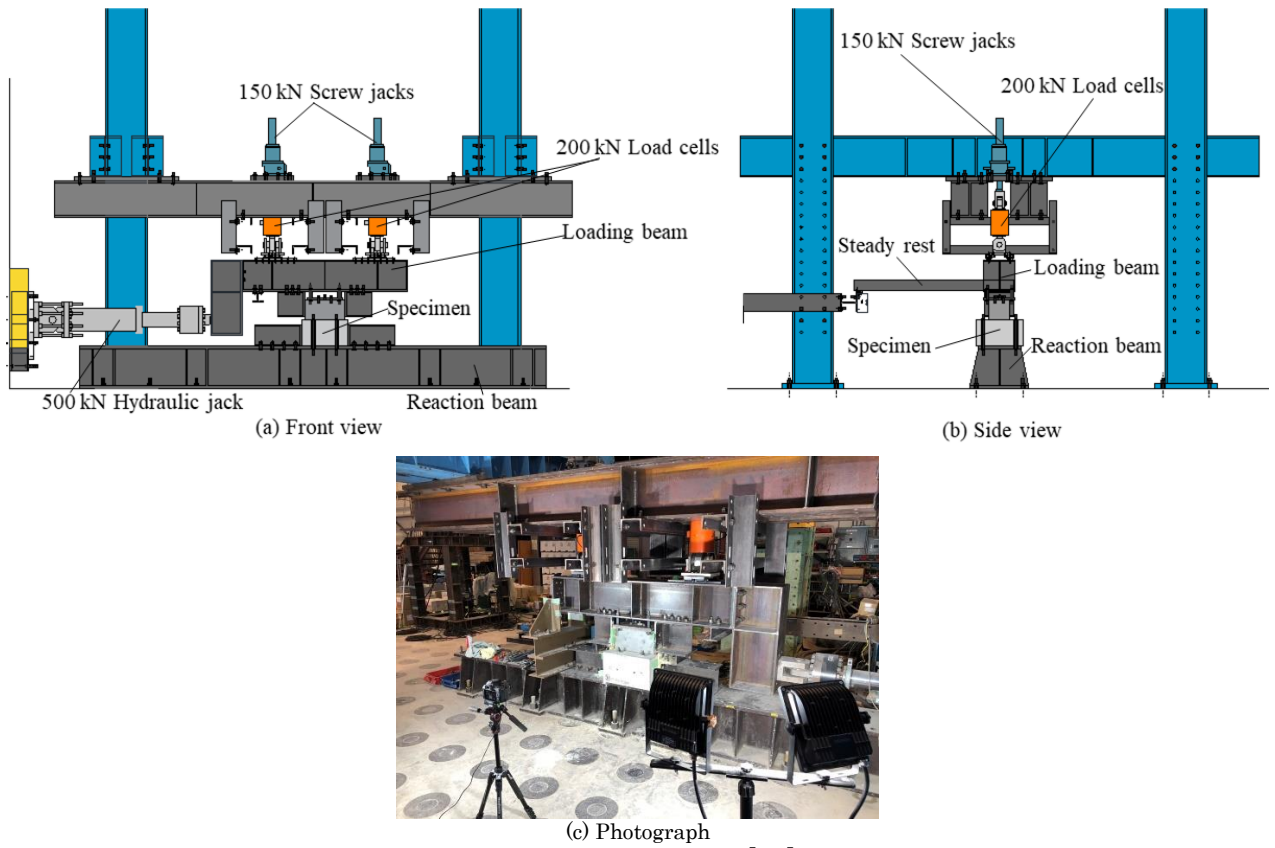 150 kN Screw jacks
200 kN Load cells
Loading beam
Specimen
500 kN Hydraulic jack
Reaction beam
(a) Front view
150 kN Screw jacks
200 kN Load cells
Steady rest
Loading beam
Specimen
Reaction beam
(b) Side view
(c) Photograph